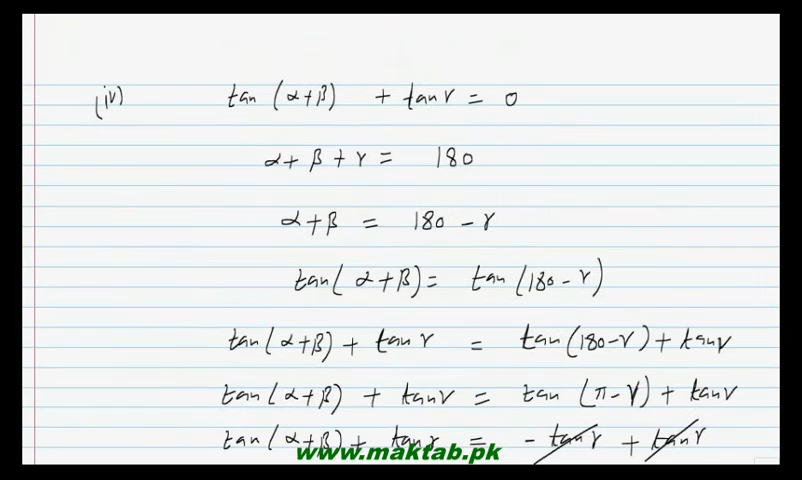 (iv) tan (α+β) + tanγ = 0
α+ β + γ = 180
α+β = 180 - γ
tan( α+β)= tan (180-γ)
tan(α+β)+ tanγ = tan(180-γ)+ tanγ
tan(α+β) + tanγ = tan (π-γ)+ tanγ
tan (α+β)+ tanγ = - tanγ + tanγ
www.maktab.pk